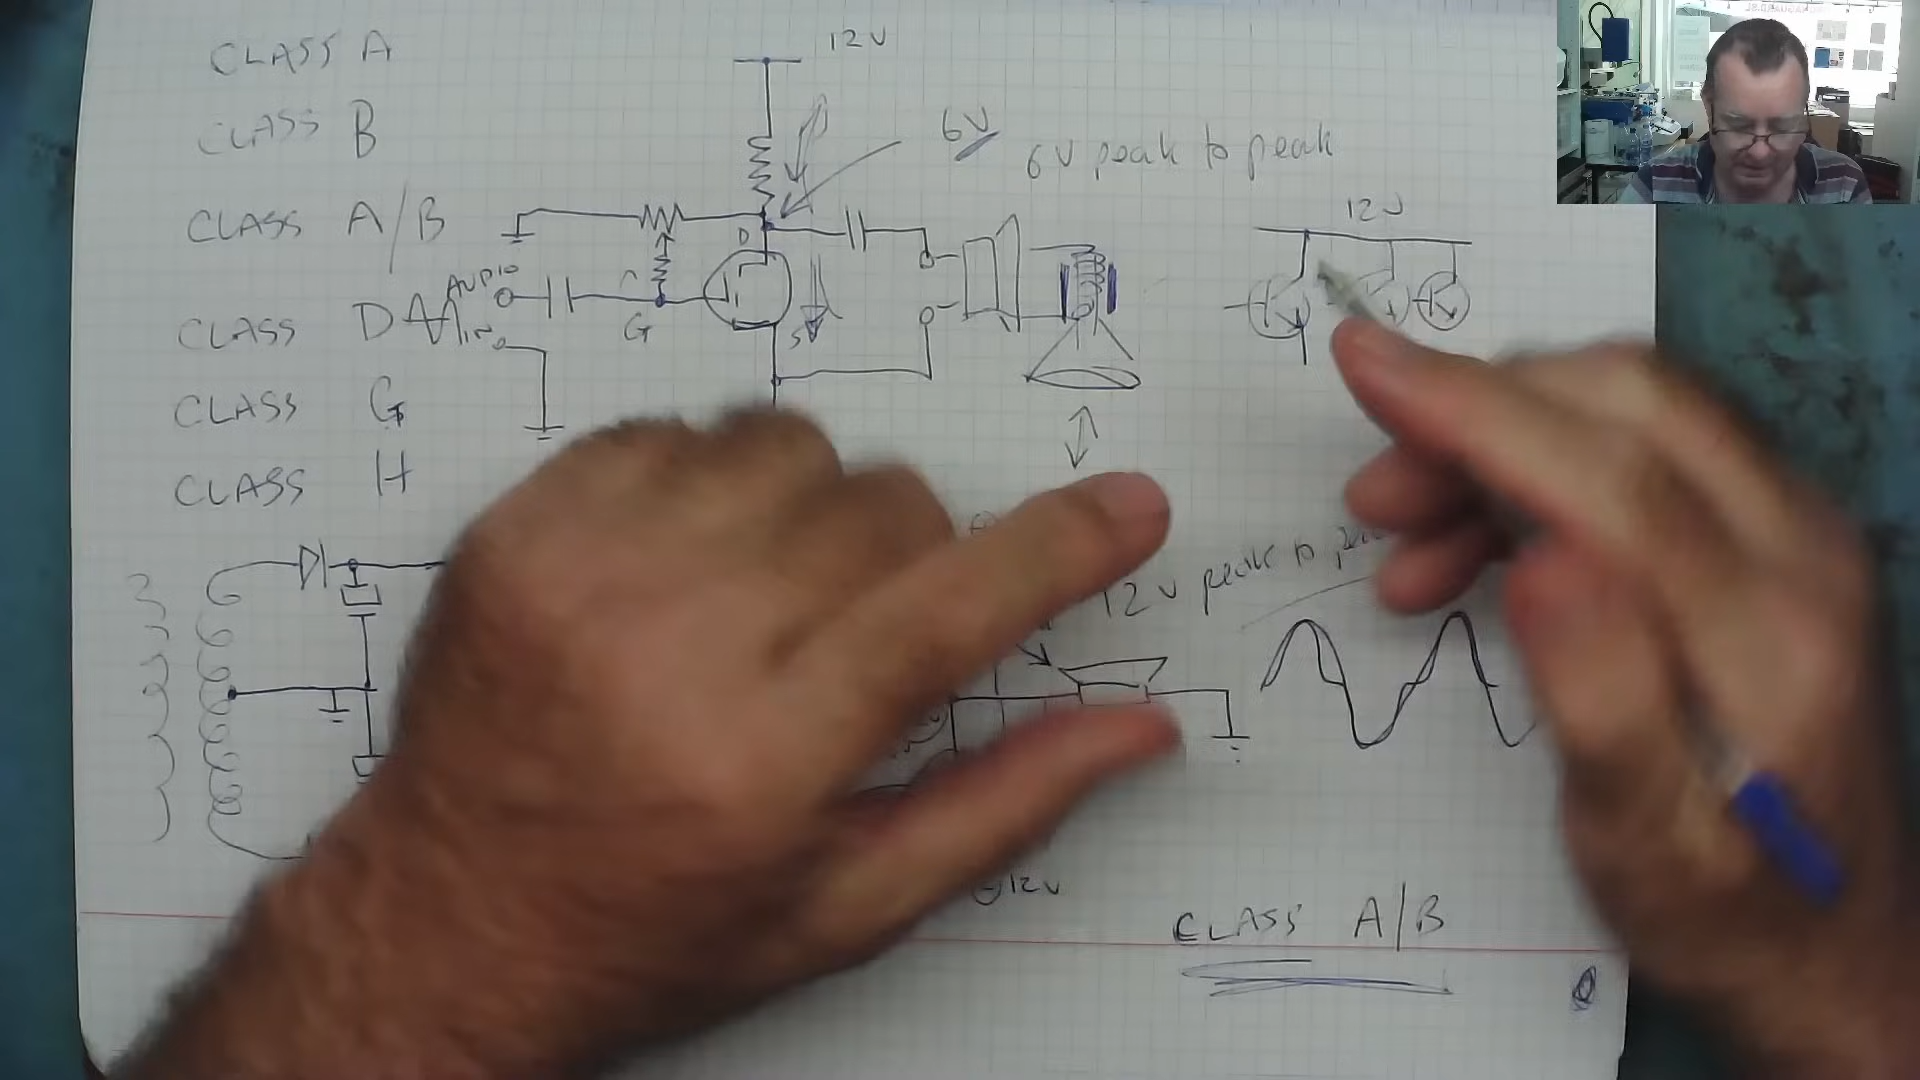 CLASS A
12V
CLASS B
6V
6V peak to peak
CLASS A/B
12V
D
AUDIO
IN
G
S
CLASS D
CLASS G
CLASS H
12V peak to
12V
CLASS A/B